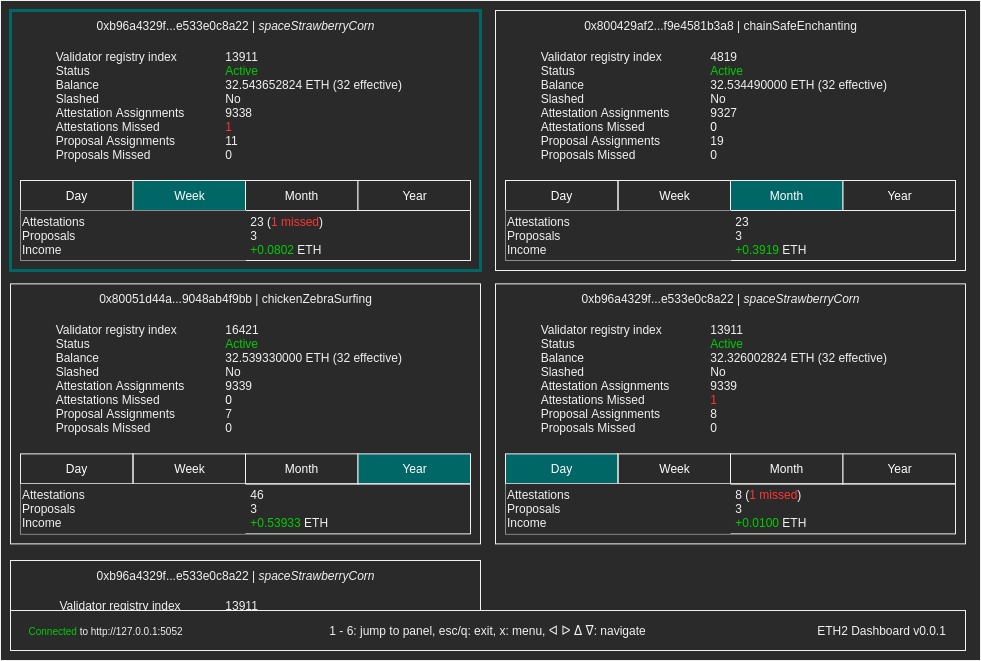 0xb96a4329f...e533e0c8a22 | spaceStrawberryCorn
Validator registry index 13911
Status Active
Balance 32.543652824 ETH (32 effective)
Slashed No
Attestation Assignments 9338
Attestations Missed 1
Proposal Assignments 11
Proposals Missed 0
Day Week Month Year
Attestations 23 (1 missed)
Proposals 3
Income +0.0802 ETH
0x800429af2...f9e4581b3a8 | chainSafeEnchanting
Validator registry index 4819
Status Active
Balance 32.534490000 ETH (32 effective)
Slashed No
Attestation Assignments 9327
Attestations Missed 0
Proposal Assignments 19
Proposals Missed 0
Day Week Month Year
Attestations 23
Proposals 3
Income +0.3919 ETH
0x80051d44a...9048ab4f9bb | chickenZebraSurfing
Validator registry index 16421
Status Active
Balance 32.539330000 ETH (32 effective)
Slashed No
Attestation Assignments 9339
Attestations Missed 0
Proposal Assignments 7
Proposals Missed 0
Day Week Month Year
Attestations 46
Proposals 3
Income +0.53933 ETH
0xb96a4329f...e533e0c8a22 | spaceStrawberryCorn
Validator registry index 13911
Status Active
Balance 32.326002824 ETH (32 effective)
Slashed No
Attestation Assignments 9339
Attestations Missed 1
Proposal Assignments 8
Proposals Missed 0
Day Week Month Year
Attestations 8 (1 missed)
Proposals 3
Income +0.0100 ETH
0xb96a4329f...e533e0c8a22 | spaceStrawberryCorn
Validator registry index 13911
Connected to http://127.0.0.1:5052
1 - 6: jump to panel, esc/q: exit, x: menu, ᐊ ᐅ ᐃ ᐁ: navigate
ETH2 Dashboard v0.0.1